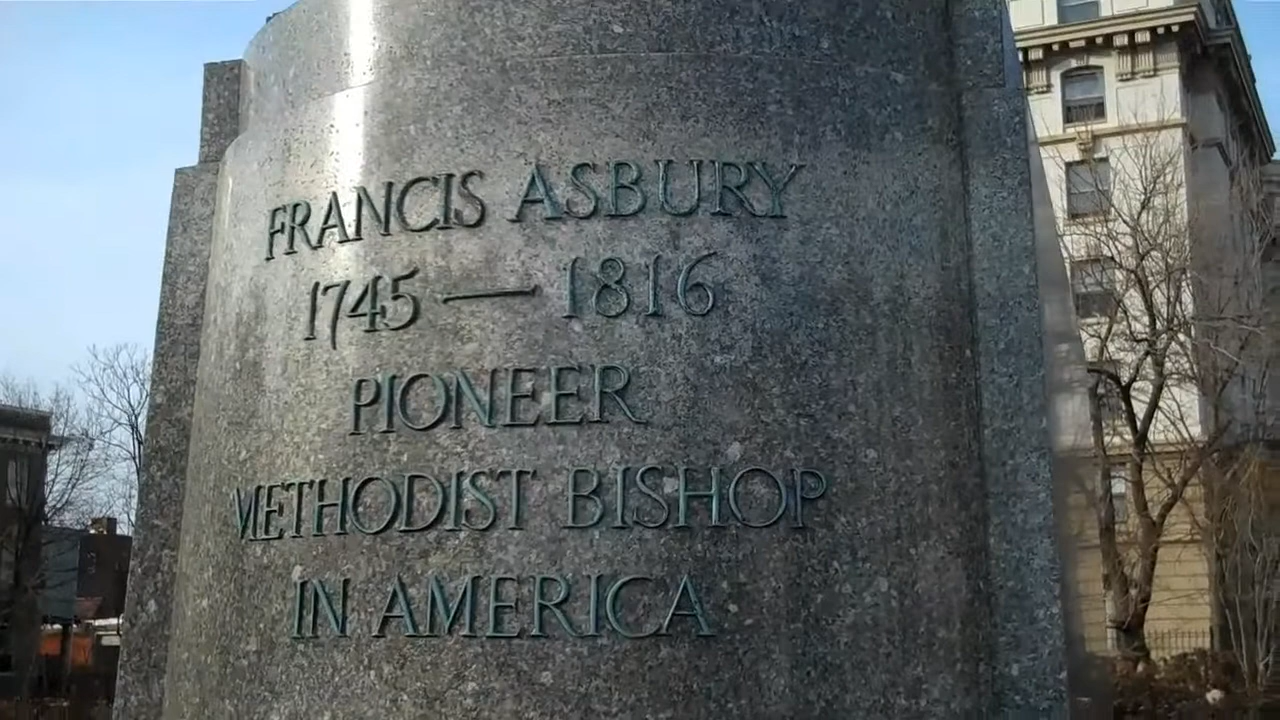 FRANCIS ASBURY
1745 — 1816
PIONEER
METHODIST BISHOP
IN AMERICA